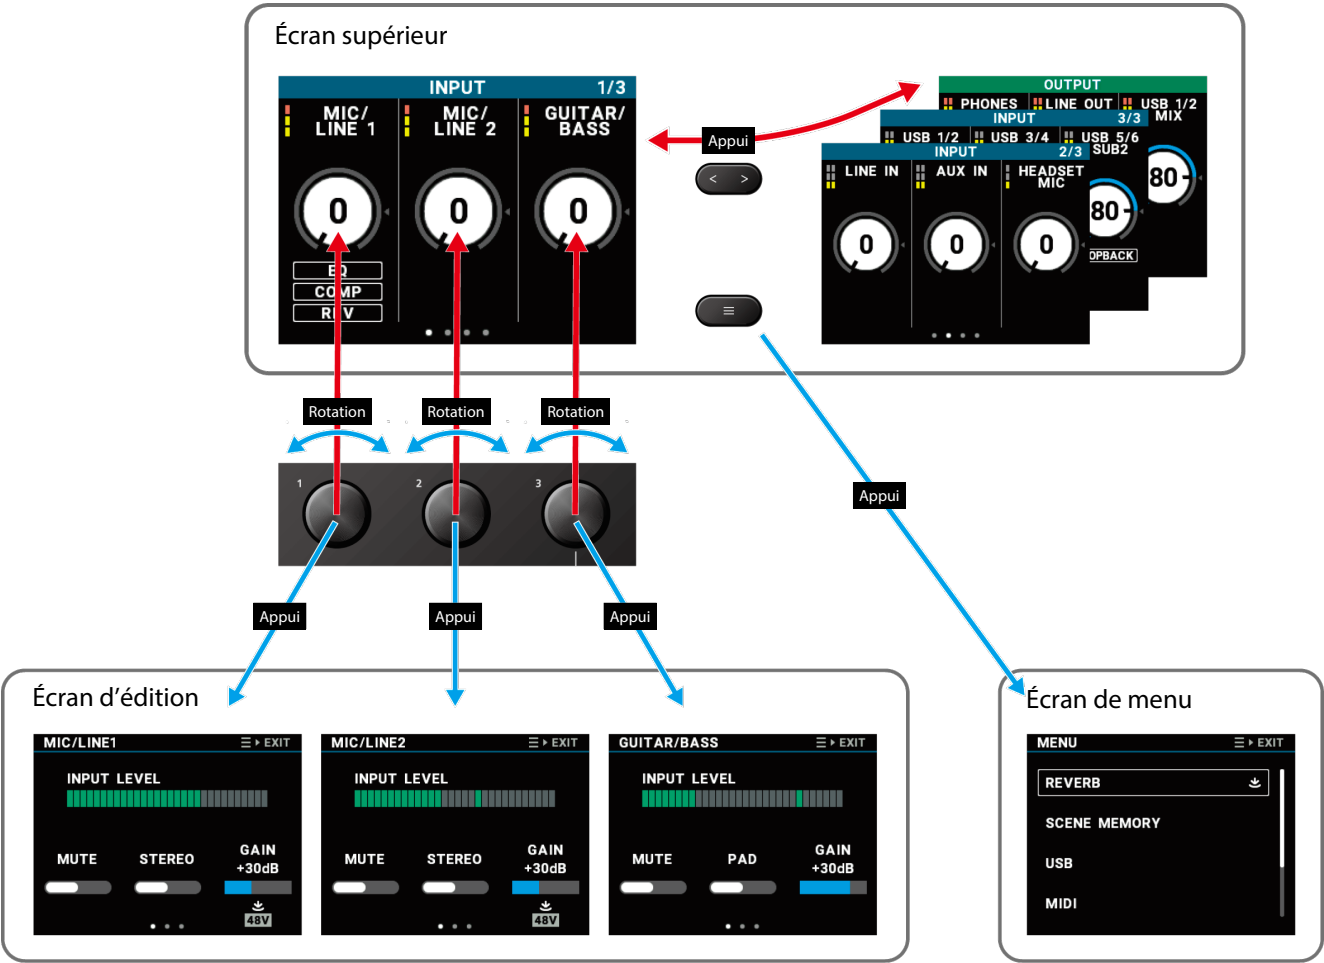 Écran supérieur
INPUT 1/3
MIC/
LINE 1
MIC/
LINE 2
GUITAR/
BASS
0
0
0
EQ
COMP
Appui
< >
OUTPUT
PHONES LINE OUT USB 1/2
MIX
INPUT 3/3
USB 1/2 USB 3/4 USB 5/6
SUB2
INPUT 2/3
LINE IN AUX IN HEADSET
MIC
80
80
0
0
0
OPBACK
Rotation
Rotation
Rotation
1
2
3
Appui
Appui
Appui
Appui
Écran d’édition
MIC/LINE1 EXIT
INPUT LEVEL
MUTE STEREO GAIN
+30dB
48V
MIC/LINE2 EXIT
INPUT LEVEL
MUTE STEREO GAIN
+30dB
48V
GUITAR/BASS EXIT
INPUT LEVEL
MUTE PAD GAIN
+30dB
Écran de menu
MENU EXIT
REVERB
SCENE MEMORY
USB
MIDI